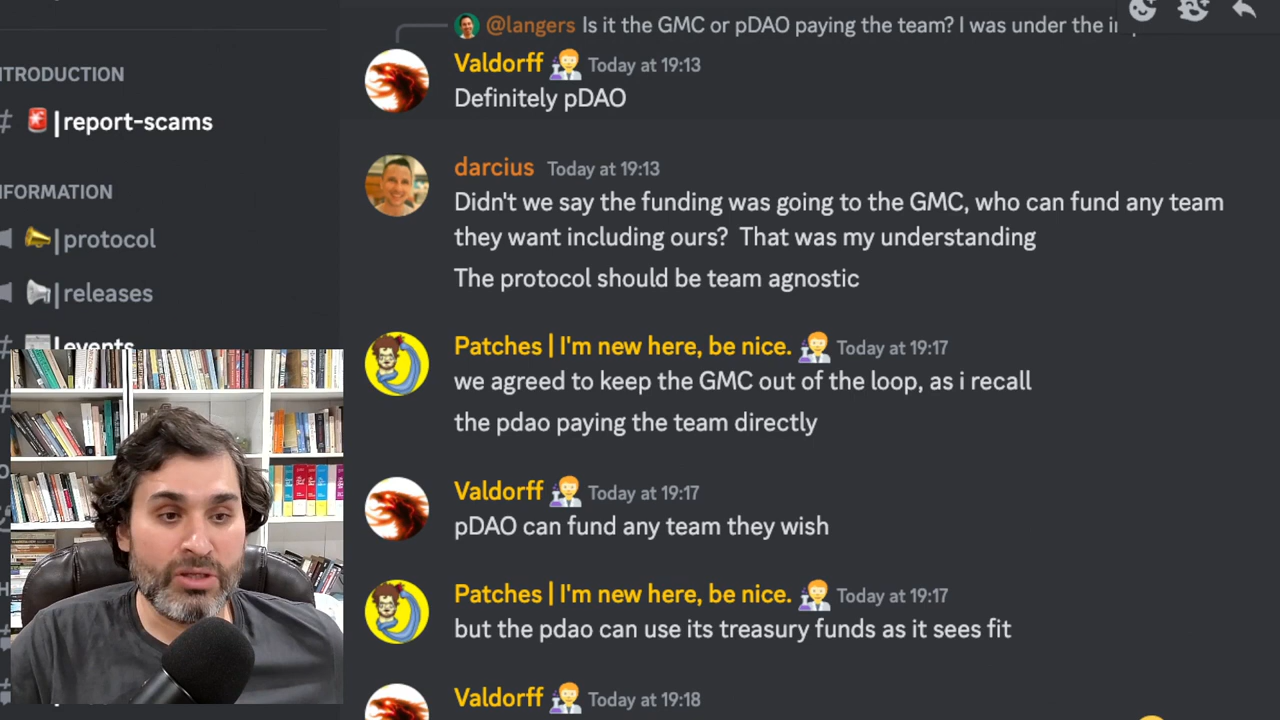 NTRODUCTION
# | report-scams
NFORMATION
| protocol
| releases
# | events
@langers Is it the GMC or pDAO paying the team? I was under the
Valdorff Today at 19:13
Definitely pDAO
darcius Today at 19:13
Didn't we say the funding was going to the GMC, who can fund any team
they want including ours? That was my understanding
The protocol should be team agnostic
Patches | I'm new here, be nice. Today at 19:17
we agreed to keep the GMC out of the loop, as i recall
the pdao paying the team directly
Valdorff Today at 19:17
pDAO can fund any team they wish
Patches | I'm new here, be nice. Today at 19:17
but the pdao can use its treasury funds as it sees fit
Valdorff Today at 19:18